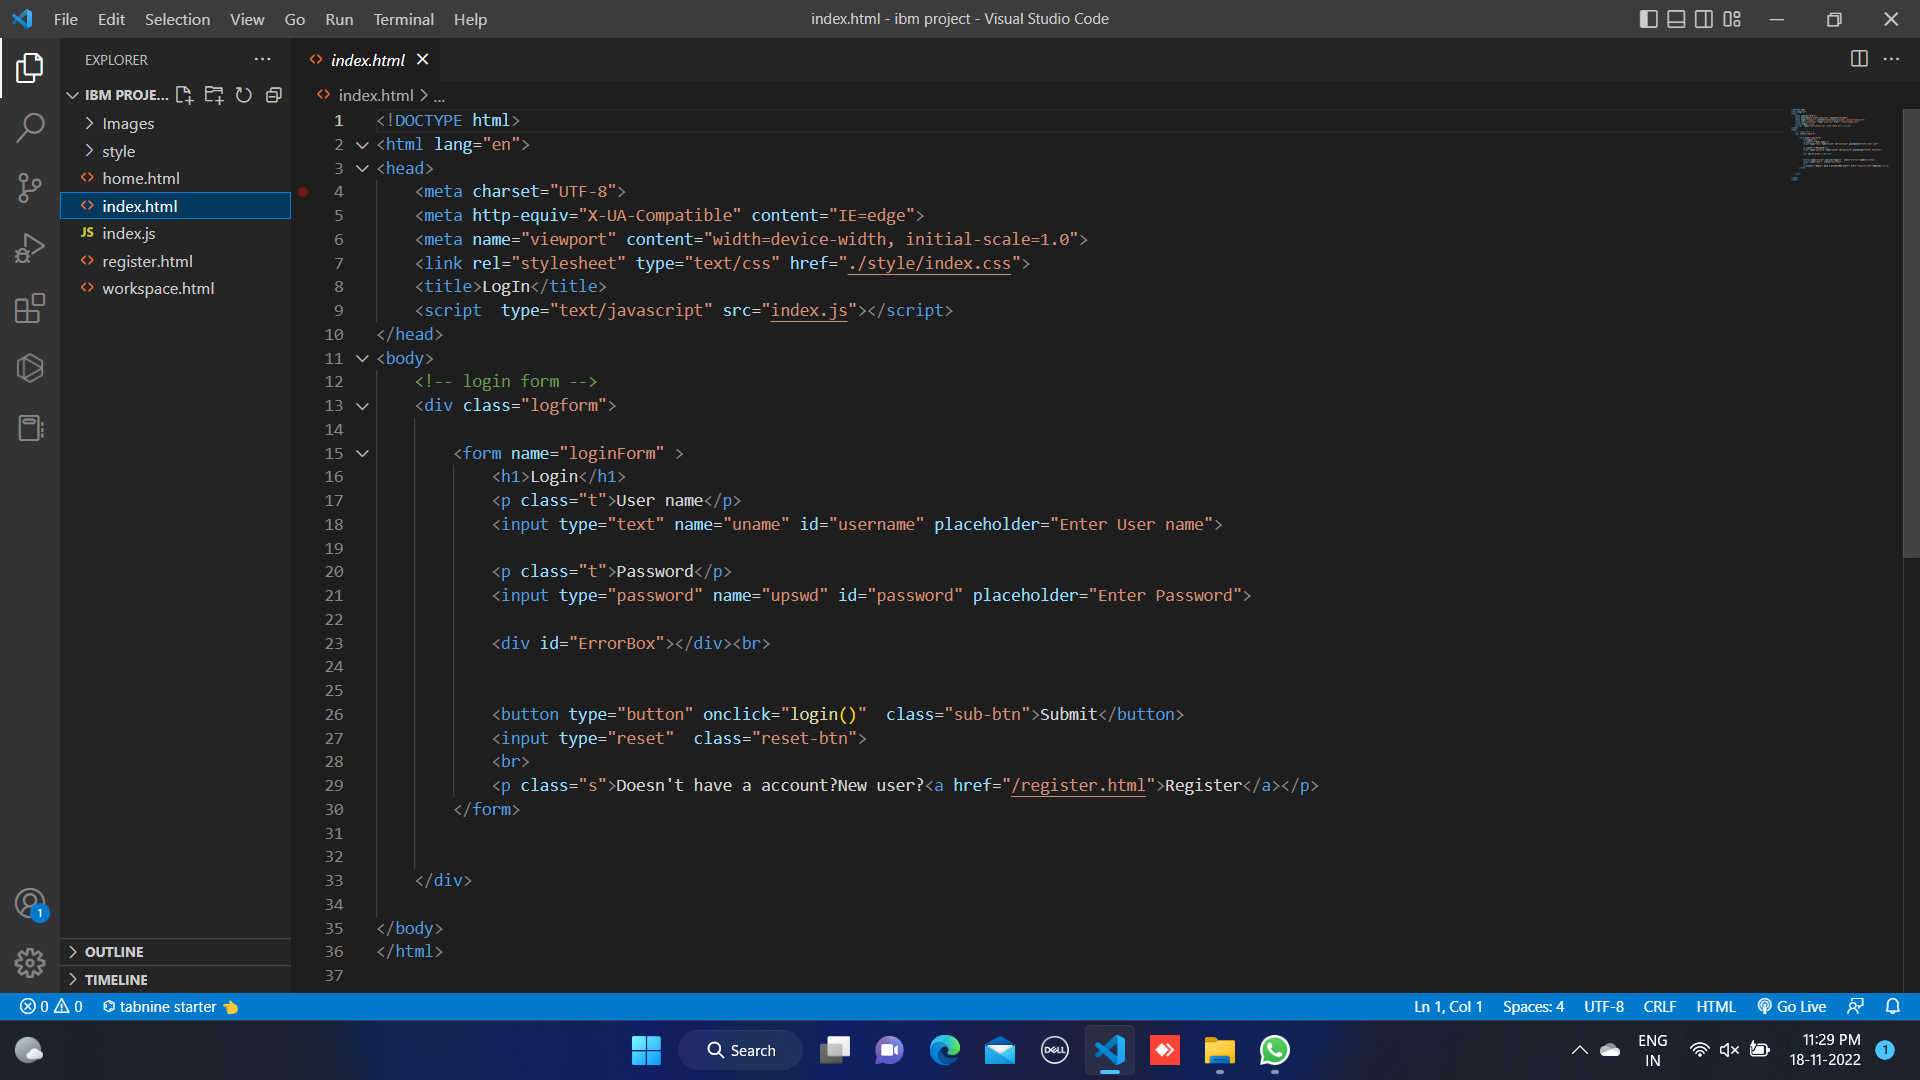 File Edit Selection View Go Run Terminal Help
index.html - ibm project - Visual Studio Code
EXPLORER
IBM PROJE...
Images
style
home.html
index.html
JS index.js
register.html
workspace.html
OUTLINE
TIMELINE
index.html
index.html > ...
1 <!DOCTYPE html>
2 <html lang="en">
3 <head>
4 <meta charset="UTF-8">
5 <meta http-equiv="X-UA-Compatible" content="IE=edge">
6 <meta name="viewport" content="width=device-width, initial-scale=1.0">
7 <link rel="stylesheet" type="text/css" href="./style/index.css">
8 <title>LogIn</title>
9 <script  type="text/javascript" src="index.js"></script>
10 </head>
11 <body>
12 <!-- login form -->
13 <div class="logform">
14
15 <form name="loginForm" >
16 <h1>Login</h1>
17 <p class="t">User name</p>
18 <input type="text" name="uname" id="username" placeholder="Enter User name">
19
20 <p class="t">Password</p>
21 <input type="password" name="upswd" id="password" placeholder="Enter Password">
22
23 <div id="ErrorBox"></div><br>
24
25
26 <button type="button" onclick="login()"  class="sub-btn">Submit</button>
27 <input type="reset"  class="reset-btn">
28 <br>
29 <p class="s">Doesn't have a account?New user?<a href="/register.html">Register</a></p>
30 </form>
31
32
33 </div>
34
35 </body>
36 </html>
37
1
0 0 tabnine starter
Ln 1, Col 1 Spaces: 4 UTF-8 CRLF HTML Go Live
Search
DELL
ENG
IN
11:29 PM
18-11-2022
1